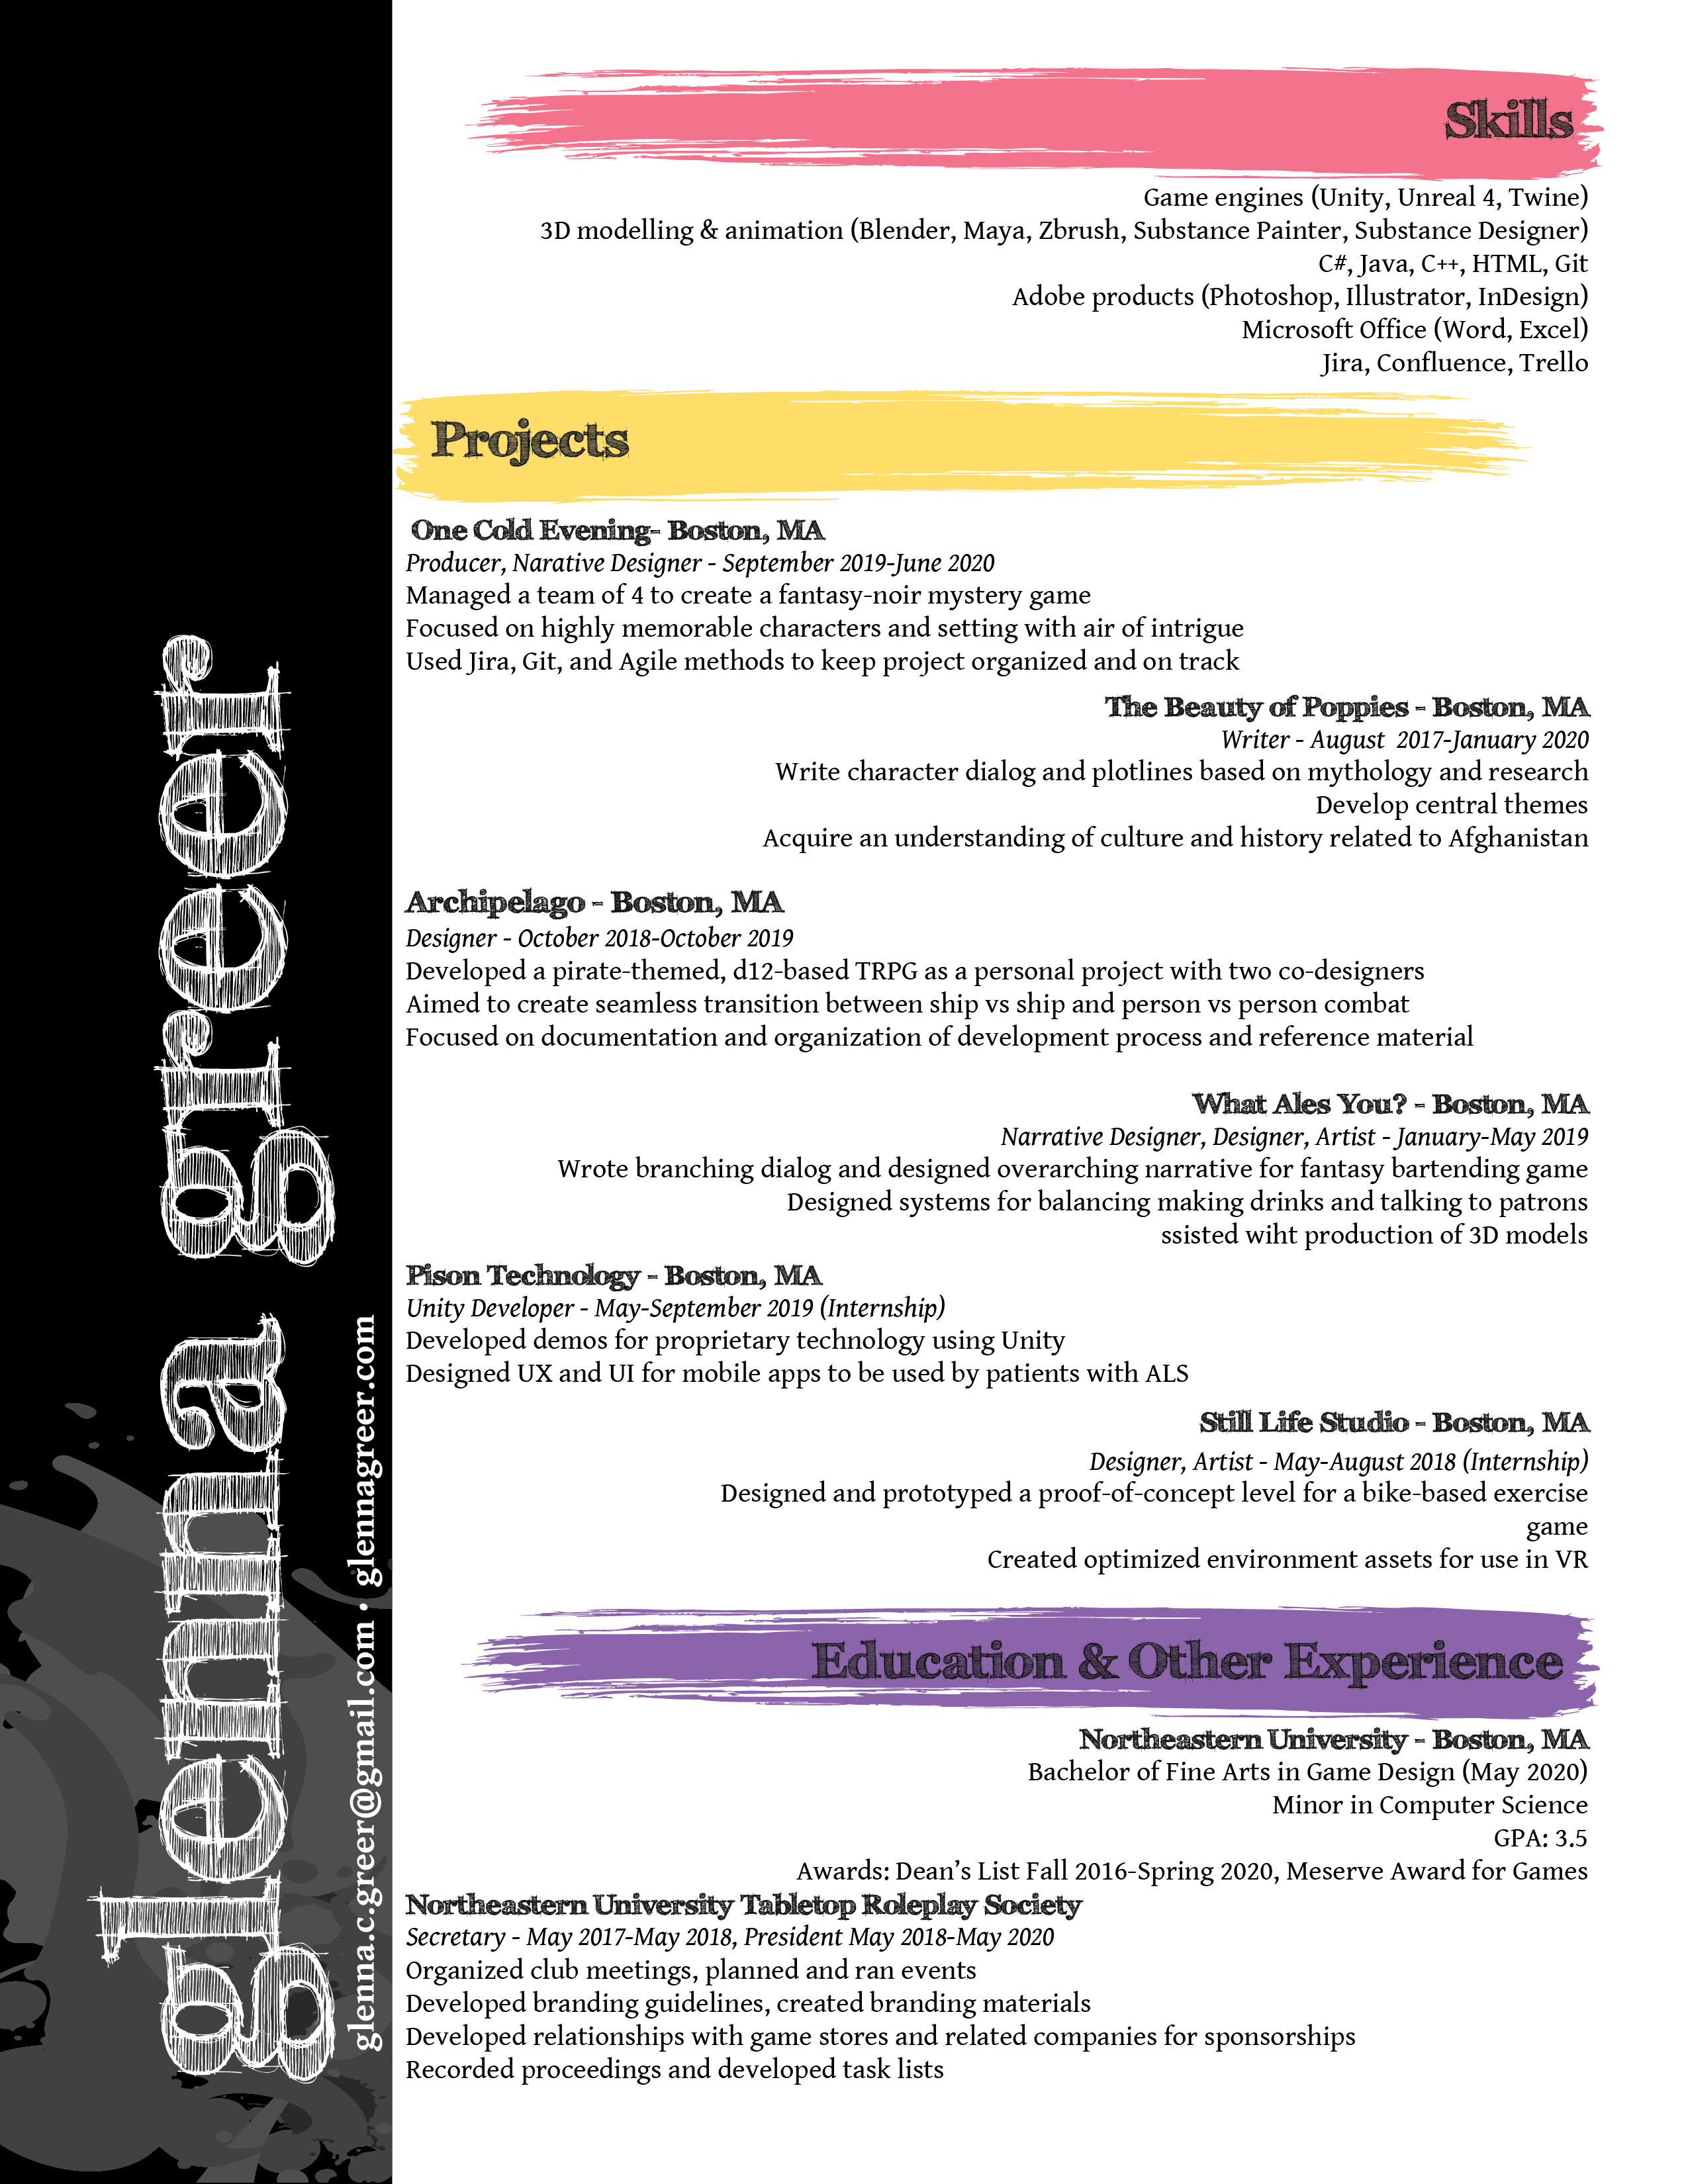 glenna greer
glenna.c.greer@gmail.com · glennagreer.com
Skills
Game engines (Unity, Unreal 4, Twine)
3D modelling & animation (Blender, Maya, Zbrush, Substance Painter, Substance Designer)
C#, Java, C++, HTML, Git
Adobe products (Photoshop, Illustrator, InDesign)
Microsoft Office (Word, Excel)
Jira, Confluence, Trello
Projects
One Cold Evening- Boston, MA
Producer, Narative Designer - September 2019-June 2020
Managed a team of 4 to create a fantasy-noir mystery game
Focused on highly memorable characters and setting with air of intrigue
Used Jira, Git, and Agile methods to keep project organized and on track
The Beauty of Poppies - Boston, MA
Writer - August  2017-January 2020
Write character dialog and plotlines based on mythology and research
Develop central themes
Acquire an understanding of culture and history related to Afghanistan
Archipelago - Boston, MA
Designer - October 2018-October 2019
Developed a pirate-themed, d12-based TRPG as a personal project with two co-designers
Aimed to create seamless transition between ship vs ship and person vs person combat
Focused on documentation and organization of development process and reference material
What Ales You? - Boston, MA
Narrative Designer, Designer, Artist - January-May 2019
Wrote branching dialog and designed overarching narrative for fantasy bartending game
Designed systems for balancing making drinks and talking to patrons
ssisted wiht production of 3D models
Pison Technology - Boston, MA
Unity Developer - May-September 2019 (Internship)
Developed demos for proprietary technology using Unity
Designed UX and UI for mobile apps to be used by patients with ALS
Still Life Studio - Boston, MA
Designer, Artist - May-August 2018 (Internship)
Designed and prototyped a proof-of-concept level for a bike-based exercise
game
Created optimized environment assets for use in VR
Education & Other Experience
Northeastern University - Boston, MA
Bachelor of Fine Arts in Game Design (May 2020)
Minor in Computer Science
GPA: 3.5
Awards: Dean’s List Fall 2016-Spring 2020, Meserve Award for Games
Northeastern University Tabletop Roleplay Society
Secretary - May 2017-May 2018, President May 2018-May 2020
Organized club meetings, planned and ran events
Developed branding guidelines, created branding materials
Developed relationships with game stores and related companies for sponsorships
Recorded proceedings and developed task lists